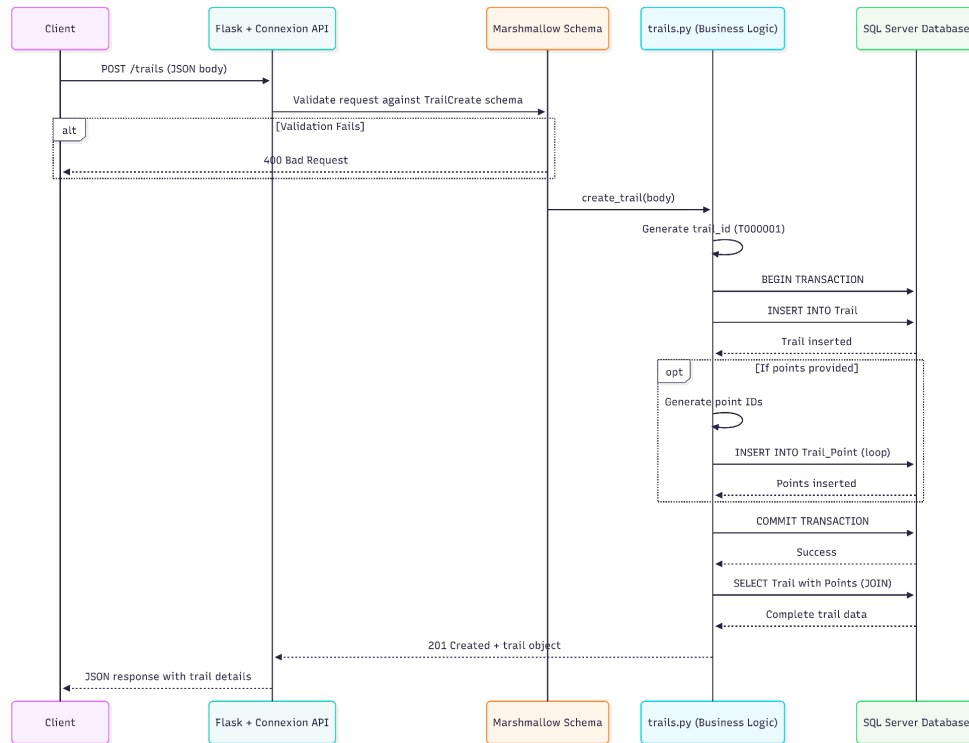 Client
Flask + Connexion API
Marshmallow Schema
trails.py (Business Logic)
SQL Server Database
POST /trails (JSON body)
Validate request against TrailCreate schema
alt
[Validation Fails]
400 Bad Request
create_trail(body)
Generate trail_id (T000001)
BEGIN TRANSACTION
INSERT INTO Trail
Trail inserted
opt
[If points provided]
Generate point IDs
INSERT INTO Trail_Point (loop)
Points inserted
COMMIT TRANSACTION
Success
SELECT Trail with Points (JOIN)
Complete trail data
201 Created + trail object
JSON response with trail details
Client
Flask + Connexion API
Marshmallow Schema
trails.py (Business Logic)
SQL Server Database